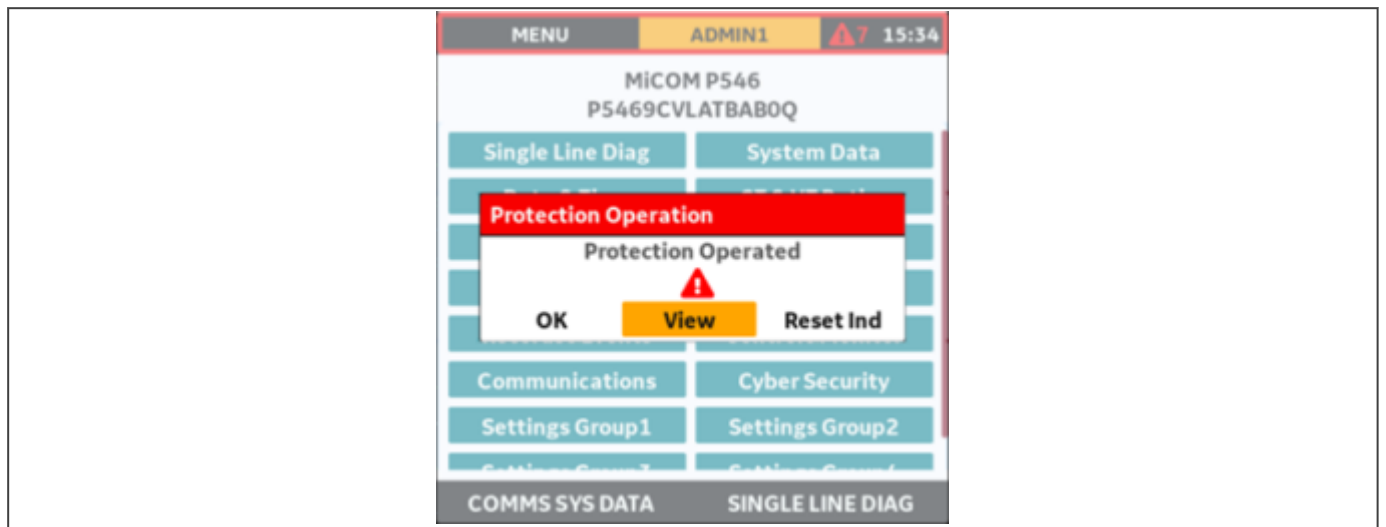 MENU ADMIN1 7 15:34
MiCOM P546
P5469CVLATBAB0Q
Single Line Diag System Data
Protection Operation
Protection Operated
OK View Reset Ind
Communications Cyber Security
Settings Group1 Settings Group2
COMMS SYS DATA SINGLE LINE DIAG